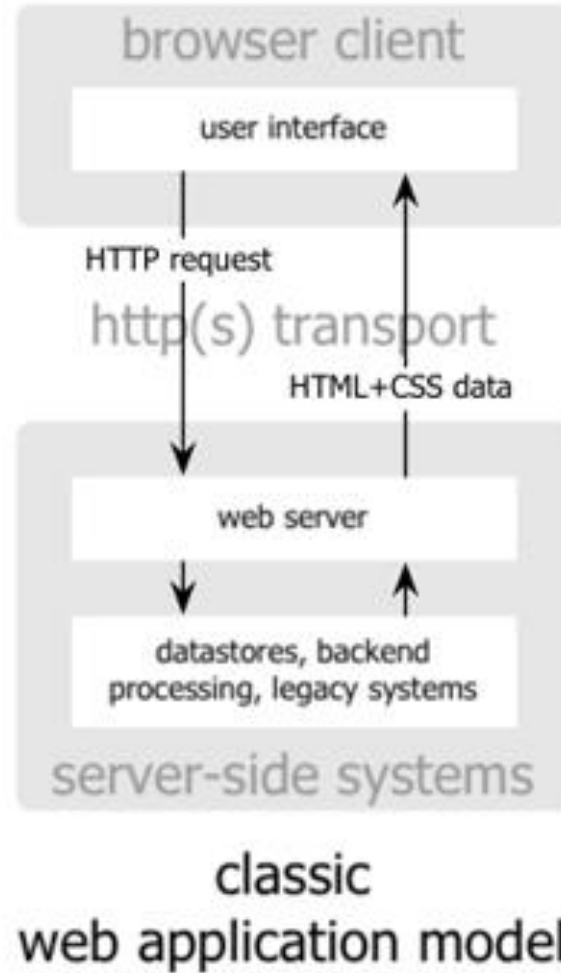 browser client
user interface
HTTP request
http(s) transport
HTML+CSS data
web server
datastores, backend
processing, legacy systems
server-side systems
classic
web application model